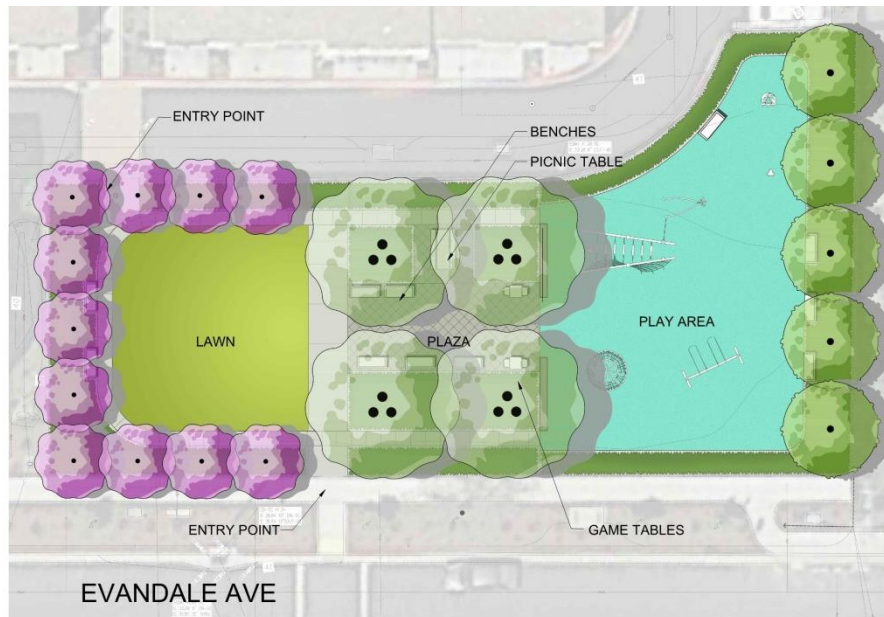 ENTRY POINT
BENCHES
PICNIC TABLE
LAWN
PLAZA
PLAY AREA
ENTRY POINT
GAME TABLES
EVANDALE AVE